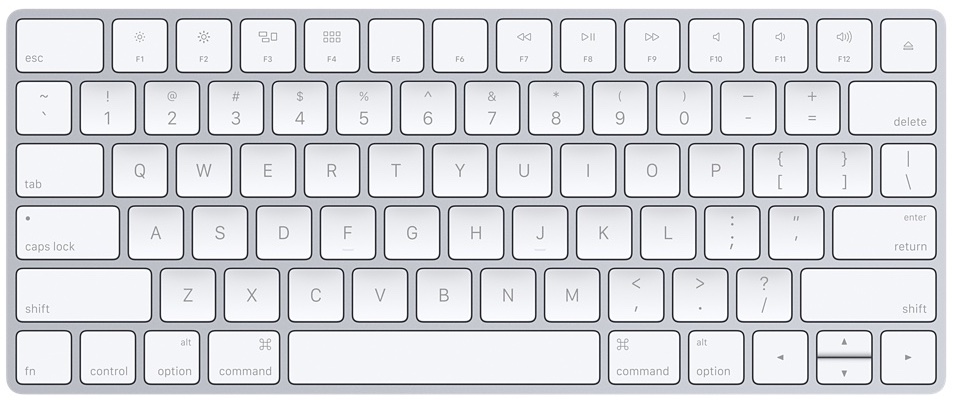 esc F1 F2 F3 F4 F5 F6 F7 F8 F9 F10 F11 F12
~ ! @ # $ % ^ & * ( ) — +
` 1 2 3 4 5 6 7 8 9 0 - = delete
tab Q W E R T Y U I O P { [ } ] | \
caps lock A S D F G H J K L : ; " ' enter return
shift Z X C V B N M < , > . ? / shift
fn control alt option ⌘ command ⌘ command alt option ◄ ▲ ▼ ►